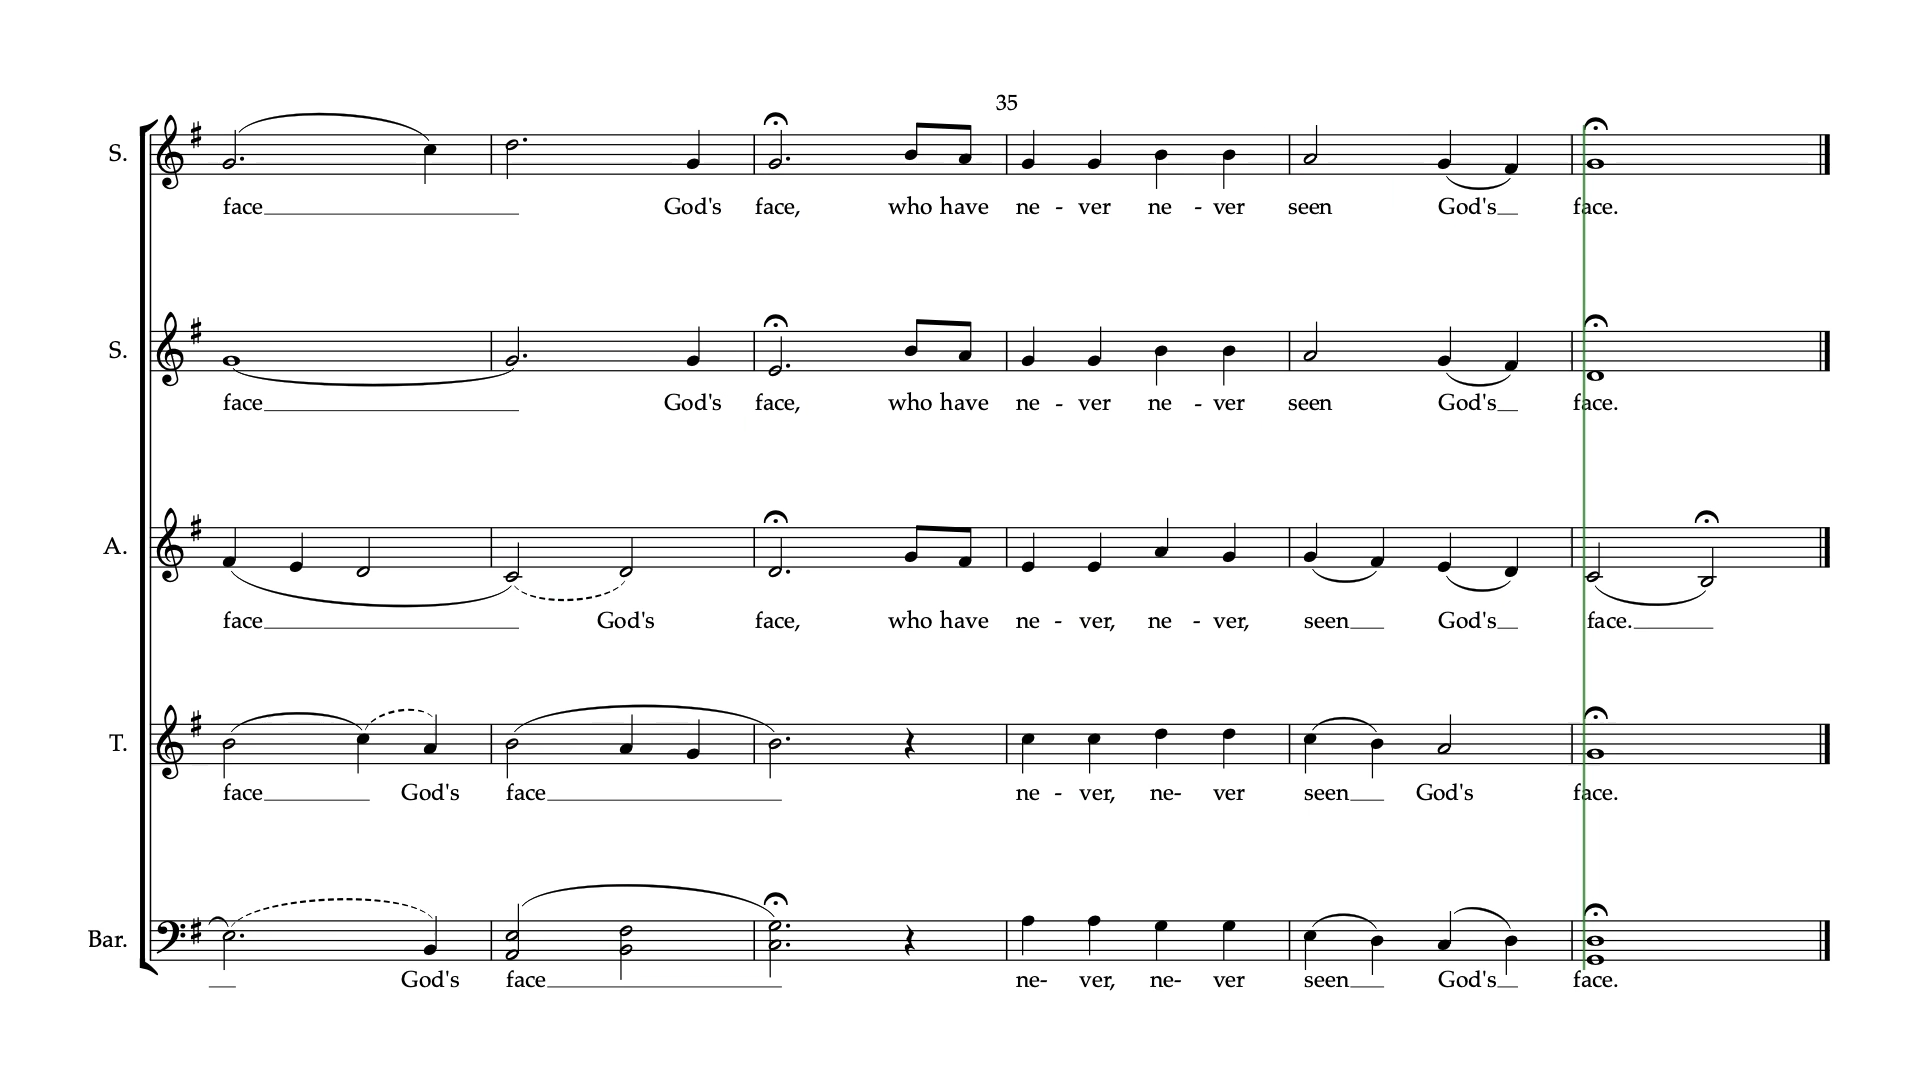 35
S.
face God's face, who have ne - ver ne - ver seen God's face.
S.
face God's face, who have ne - ver ne - ver seen God's face.
A.
face God's face, who have ne - ver, ne - ver, seen God's face.
T.
face God's face ne - ver, ne- ver seen God's face.
Bar.
God's face ne- ver, ne- ver seen God's face.